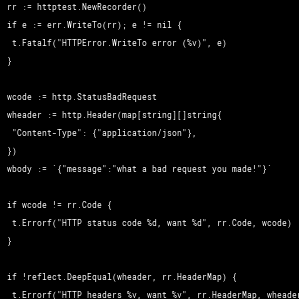 rr := httptest.NewRecorder()
if e := err.WriteTo(rr); e != nil {
t.Fatalf("HTTPError.WriteTo error (%v)", e)
}
wcode := http.StatusBadRequest
wheader := http.Header(map[string][]string{
"Content-Type": {"application/json"},
})
wbody := `{"message":"what a bad request you made!"}`
if wcode != rr.Code {
t.Errorf("HTTP status code %d, want %d", rr.Code, wcode)
}
if !reflect.DeepEqual(wheader, rr.HeaderMap) {
t.Errorf("HTTP headers %v, want %v", rr.HeaderMap, wheader